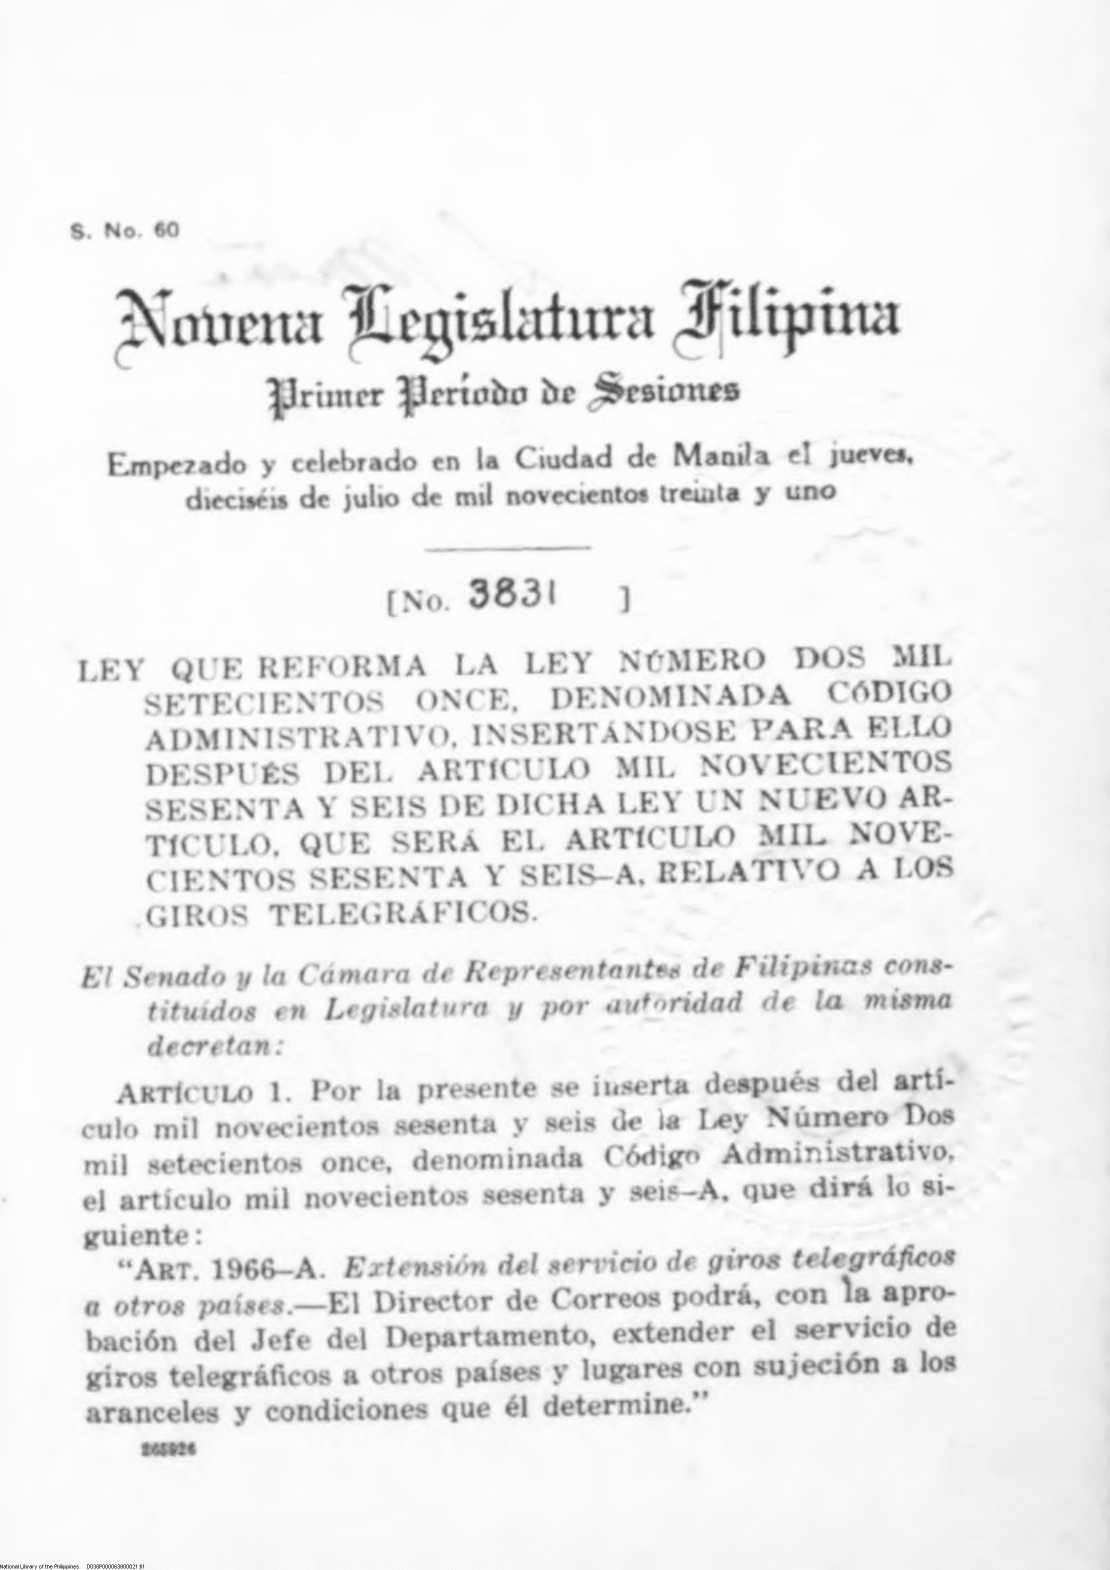 S. No. 60
Novena Legislatura Filipina
Primer Período de Sesiones
Empezado y celebrado en la Ciudad de Manila el jueves,
dieciséis de julio de mil novecientos treinta y uno
[No. 3831 ]
LEY QUE REFORMA LA LEY NÚMERO DOS MIL
SETECIENTOS ONCE, DENOMINADA CÓDIGO
ADMINISTRATIVO, INSERTÁNDOSE PARA ELLO
DESPUÉS DEL ARTÍCULO MIL NOVECIENTOS
SESENTA Y SEIS DE DICHA LEY UN NUEVO AR-
TÍCULO, QUE SERÁ EL ARTÍCULO MIL NOVE-
CIENTOS SESENTA Y SEIS–A, RELATIVO A LOS
GIROS TELEGRÁFICOS.
El Senado y la Cámara de Representantes de Filipinas cons-
tituídos en Legislatura y por autoridad de la misma
decretan:
ARTÍCULO 1. Por la presente se inserta después del artí-
culo mil novecientos sesenta y seis de la Ley Número Dos
mil setecientos once, denominada Código Administrativo,
el artículo mil novecientos sesenta y seis–A, que dirá lo si-
guiente:
“ART. 1966–A. Extensión del servicio de giros telegráficos
a otros países.—El Director de Correos podrá, con la apro-
bación del Jefe del Departamento, extender el servicio de
giros telegráficos a otros países y lugares con sujeción a los
aranceles y condiciones que él determine.”
265926
National Library of the Philippines